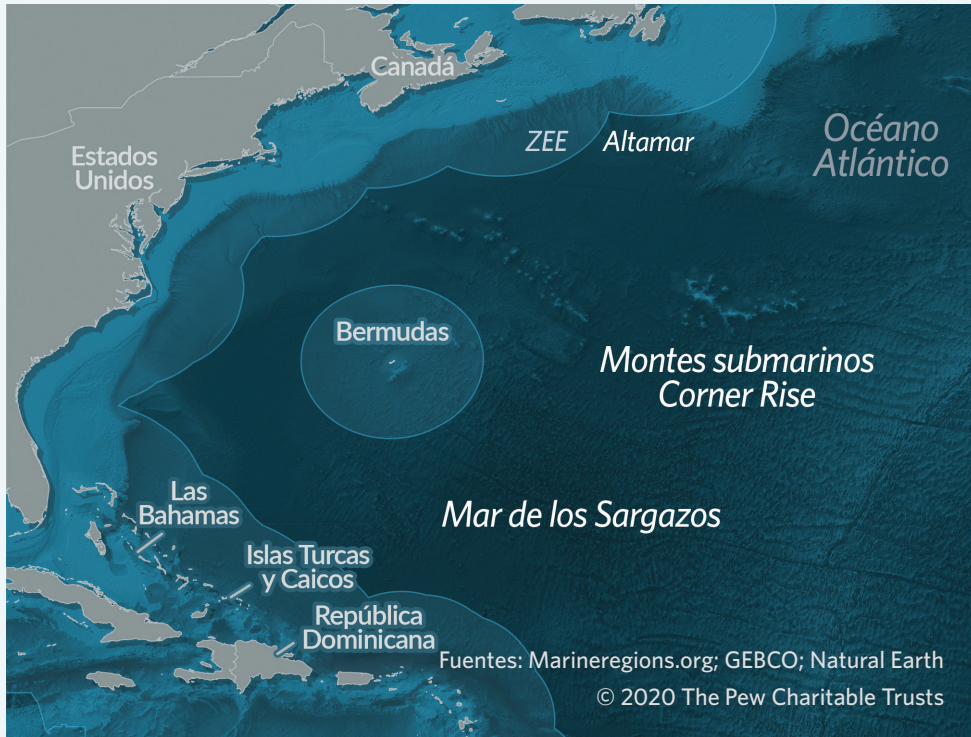 Canadá
Estados
Unidos
ZEE
Altamar
Océano
Atlántico
Bermudas
Montes submarinos
Corner Rise
Las
Bahamas
Mar de los Sargazos
Islas Turcas
y Caicos
República
Dominicana
Fuentes: Marineregions.org; GEBCO; Natural Earth
© 2020 The Pew Charitable Trusts